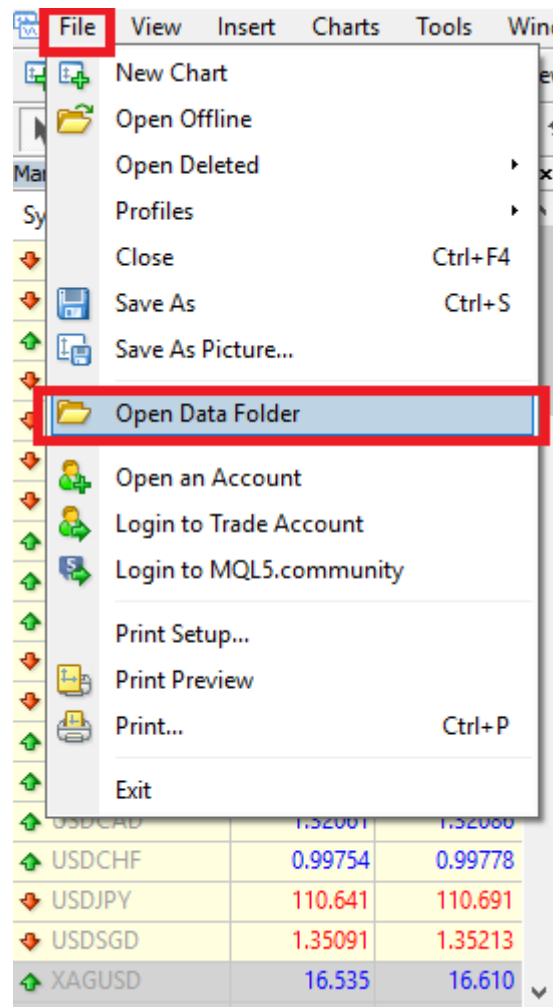 File View Insert Charts Tools
New Chart
Open Offline
Open Deleted
Profiles
Close Ctrl+F4
Save As Ctrl+S
Save As Picture...
Open Data Folder
Open an Account
Login to Trade Account
Login to MQL5.community
Print Setup...
Print Preview
Print... Ctrl+P
Exit
USDCAD 1.32061 1.32086
USDCHF 0.99754 0.99778
USDJPY 110.641 110.691
USDSGD 1.35091 1.35213
XAGUSD 16.535 16.610